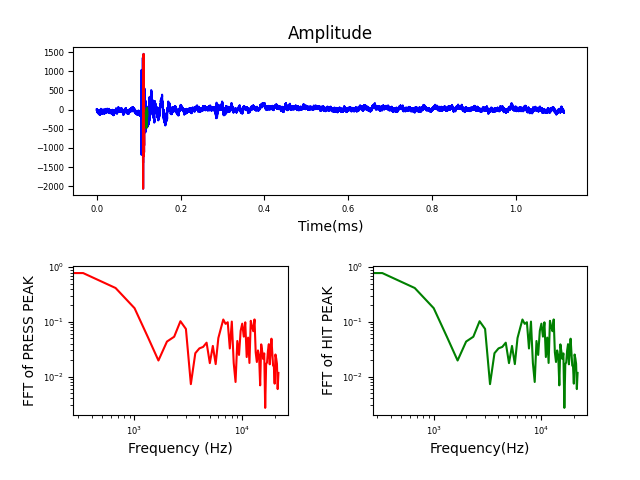 Amplitude
1500
1000
500
0
−500
−1000
−1500
−2000
0.0 0.2 0.4 0.6 0.8 1.0
Time(ms)
FFT of PRESS PEAK
10⁰
10⁻¹
10⁻²
10³ 10⁴
Frequency (Hz)
FFT of HIT PEAK
10⁰
10⁻¹
10⁻²
10³ 10⁴
Frequency(Hz)